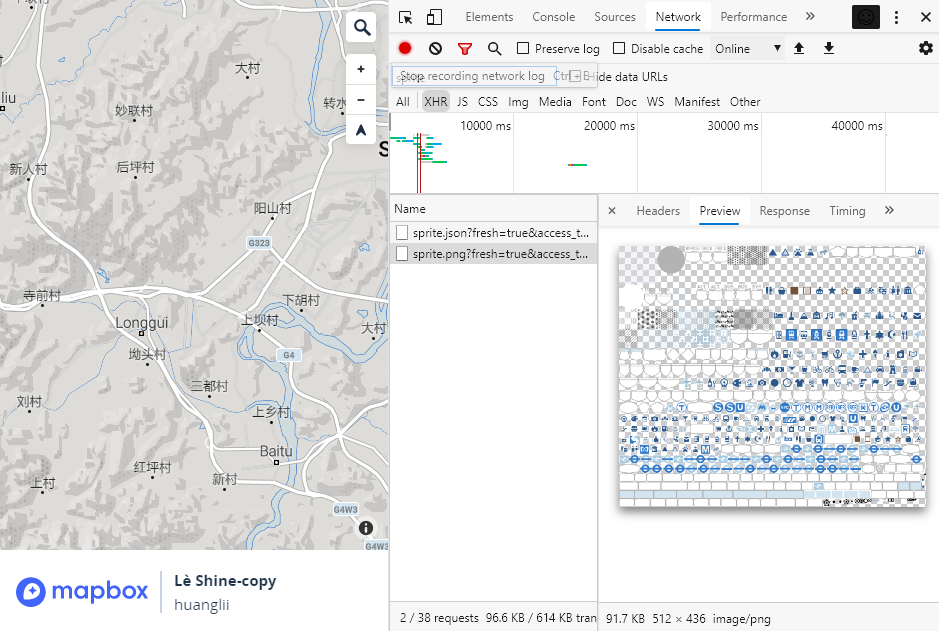 大村
liu
妙联村
转水
新人村
后坪村
阳山村
G323
寺前村
下胡村
Longgui
上坝村
大村
坳头村
G4
三都村
刘村
上乡村
Baitu
红坪村
新村
上村
G4W3
G4W3
mapbox
Lè Shine-copy
huanglii
Elements Console Sources Network Performance
Preserve log Disable cache Online
Stop recording network log Ctrl + E Hide data URLs
All XHR JS CSS Img Media Font Doc WS Manifest Other
10000 ms 20000 ms 30000 ms 40000 ms
Name
Headers Preview Response Timing
sprite.json?fresh=true&access_t...
sprite.png?fresh=true&access_t...
2 / 38 requests 96.6 KB / 614 KB tran
91.7 KB 512 × 436 image/png